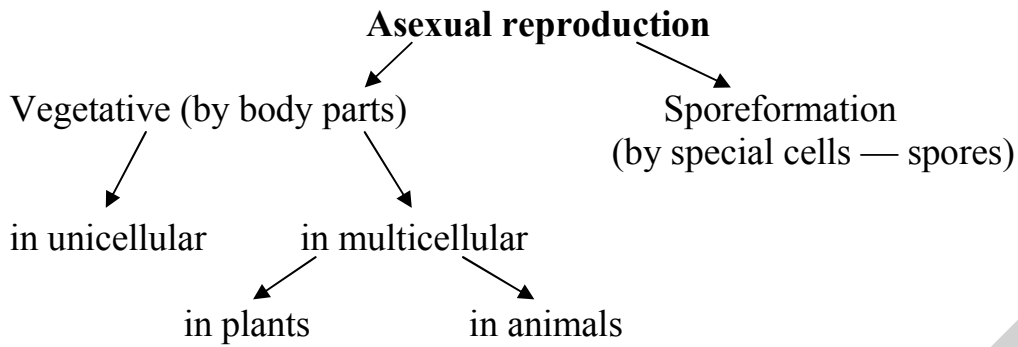 Asexual reproduction
Vegetative (by body parts)
Sporeformation
(by special cells — spores)
in unicellular
in multicellular
in plants
in animals